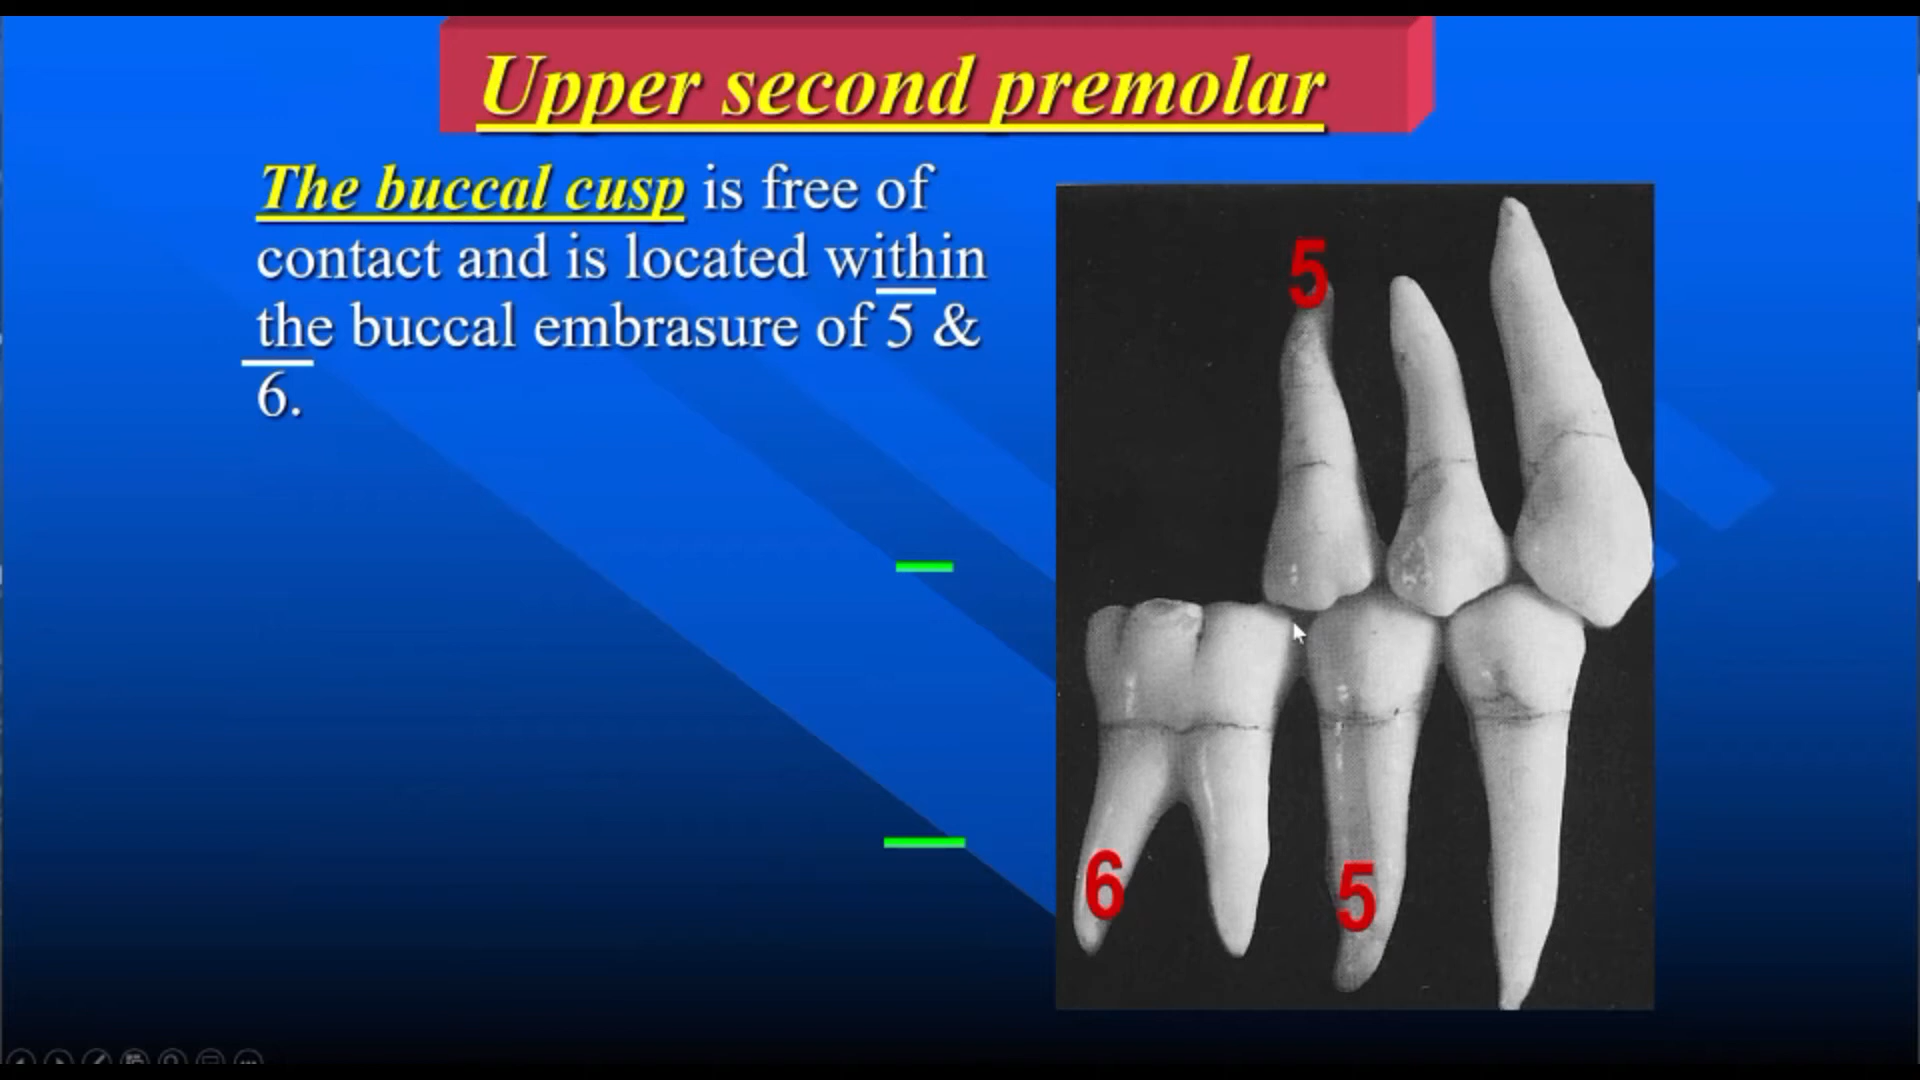 Upper second premolar
The buccal cusp is free of
contact and is located within
the buccal embrasure of 5 &
6.
5
6
5